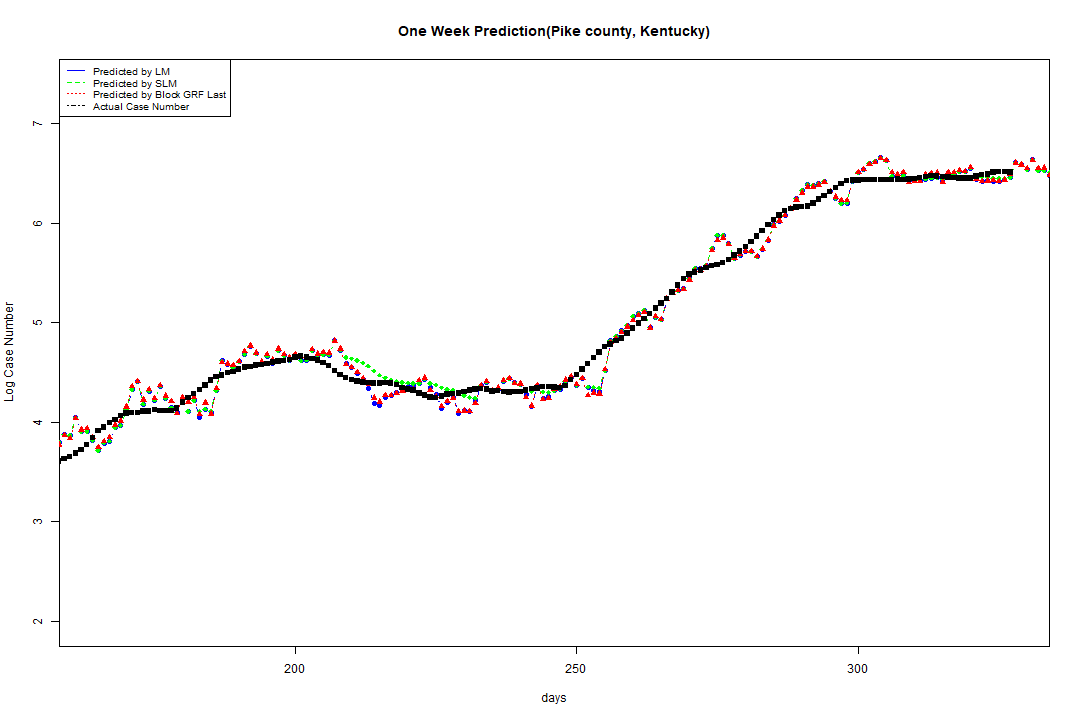 One Week Prediction(Pike county, Kentucky)
Predicted by LM
Predicted by SLM
Predicted by Block GRF Last
Actual Case Number
7
6
5
4
3
2
Log Case Number
200 250 300
days